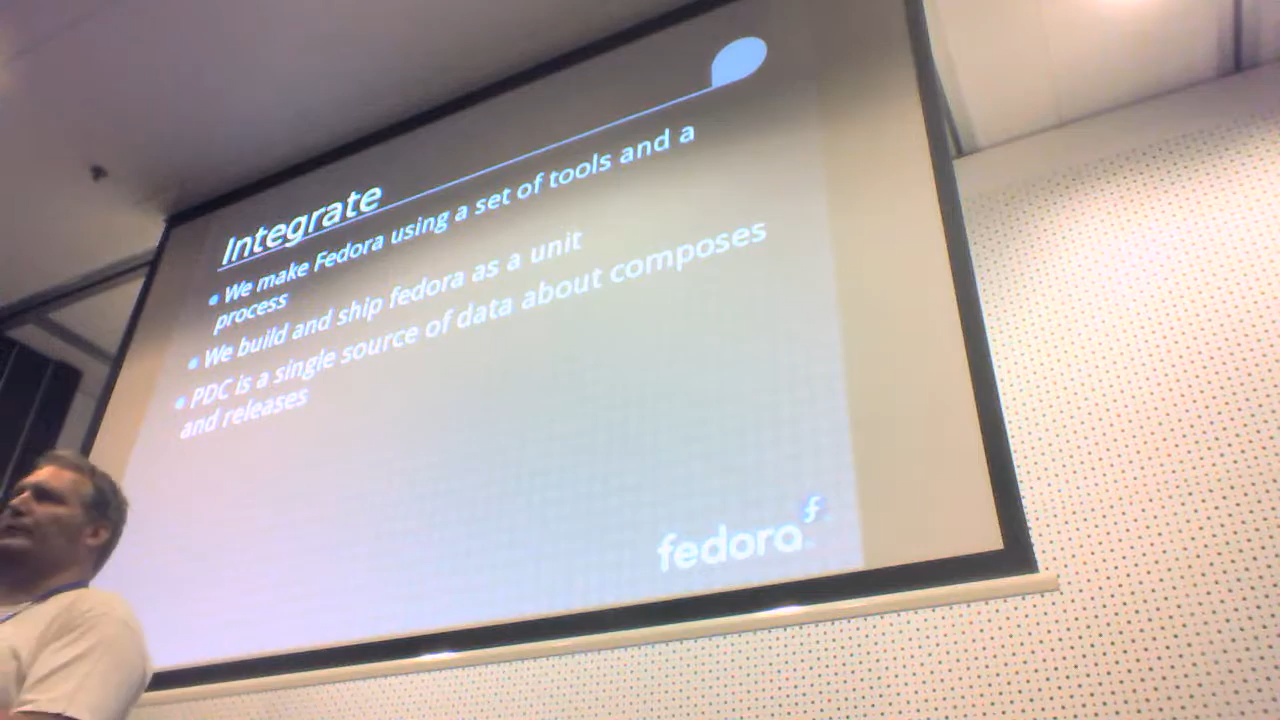 Integrate
We make Fedora using a set of tools and a
process
We build and ship fedora as a unit
PDC is a single source of data about composes
and releases
fedora